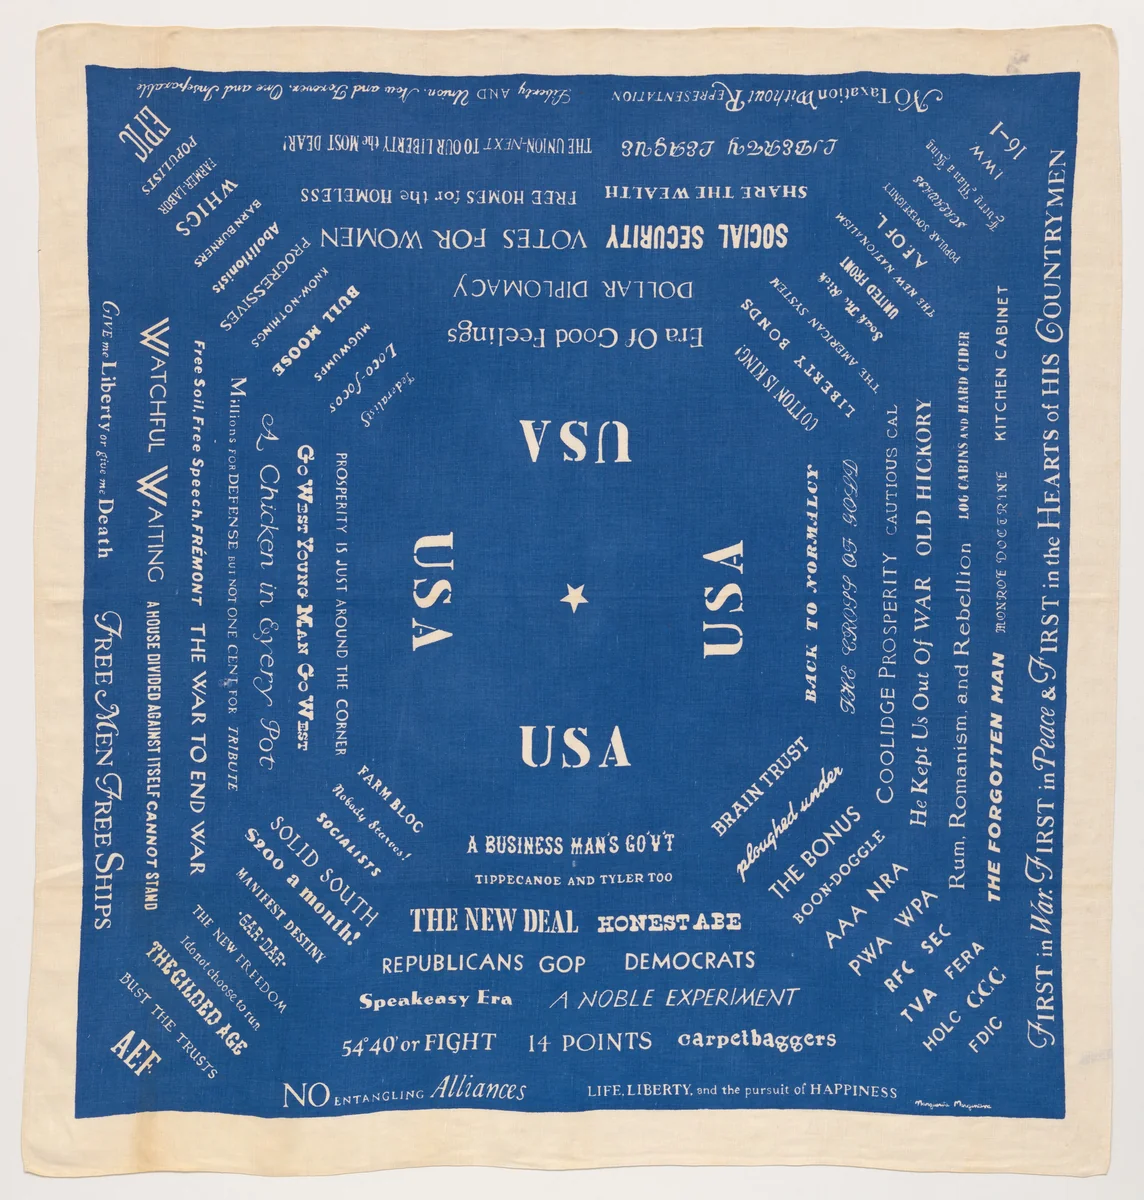 No Taxation Without Representation
Liberty AND Union, Now and Forever, One and Inseparable
LIBERTY LEAGUE
THE UNION-NEXT TO OUR LIBERTY the MOST DEAR!
SHARE THE WEALTH
FREE HOMES for the HOMELESS
SOCIAL SECURITY VOTES FOR WOMEN
DOLLAR DIPLOMACY
Era Of Good Feelings
USA
EPIC
POPULISTS
FARMER-LABOR
WHIGS
BARNBURNERS
Abolitionists
PROGRESSIVES
KNOW-NOTHINGS
BULL MOOSE
MUGWUMPS
Loco-focos
Federalists
16-1
IWW
Every Man a King
SCALAWAGS
POPULAR SOVEREIGNTY
A.F. OF L.
THE NEW NATIONALISM
UNITED FRONT
Soak The Rich
THE AMERICAN SYSTEM
LIBERTY BONDS
COTTON IS KING!
GIVE me Liberty or give me Death
FREE MEN FREE SHIPS
WATCHFUL WAITING
A HOUSE DIVIDED AGAINST ITSELF CANNOT STAND
Free Soil, Free Speech, FRÉMONT
THE WAR TO END WAR
Millions FOR DEFENSE BUT NOT ONE CENT FOR TRIBUTE
A Chicken in Every Pot
GO WEST YOUNG MAN GO WEST
PROSPERITY IS JUST AROUND THE CORNER
USA
USA
BACK TO NORMALCY
THE CROSS OF GOLD
COOLIDGE PROSPERITY CAUTIOUS CAL
He Kept Us Out Of WAR OLD HICKORY
Rum, Romanism, and Rebellion LOG CABINS AND HARD CIDER
THE FORGOTTEN MAN MONROE DOCTRINE KITCHEN CABINET
FIRST in War, FIRST in Peace & FIRST in the HEARTS of HIS COUNTRYMEN
USA
FARM BLOC
Nobody Starves!
SOCIALISTS
SOLID SOUTH
$200 a month!
MANIFEST DESTINY
·GAR·DAR·
THE NEW FREEDOM
I do not choose to run
THE GILDED AGE
BUST THE TRUSTS
AEF
BRAIN TRUST
ploughed under
THE BONUS
BOON-DOGGLE
AAA NRA
PWA WPA
RFC SEC
TVA FERA
HOLC CCC
FDIC
A BUSINESS MAN'S GO'V'T
TIPPECANOE AND TYLER TOO
THE NEW DEAL HONEST ABE
REPUBLICANS GOP DEMOCRATS
Speakeasy Era A NOBLE EXPERIMENT
54°40' or FIGHT 14 POINTS carpetbaggers
NO ENTANGLING Alliances LIFE, LIBERTY, and the pursuit of HAPPINESS